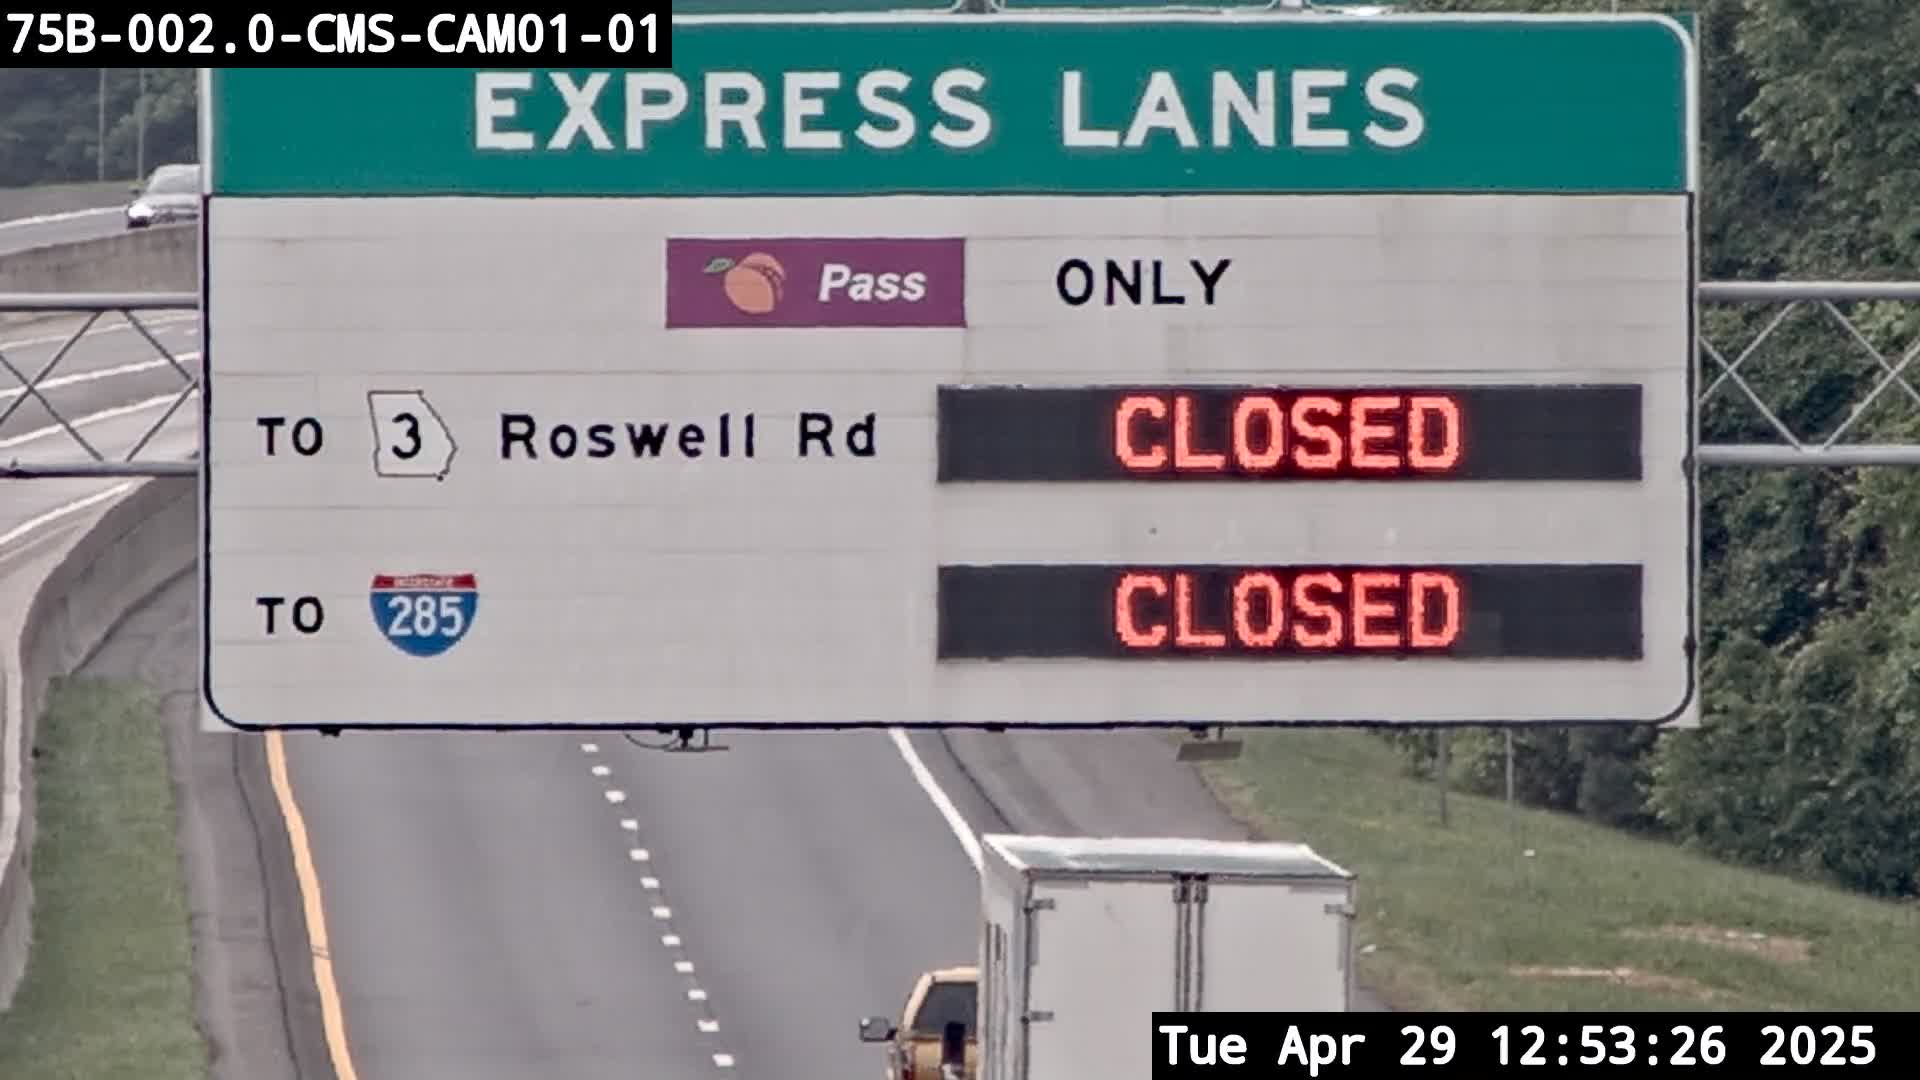 75B-002.0-CMS-CAM01-01
EXPRESS LANES
Pass ONLY
TO 3 Roswell Rd CLOSED
INTERSTATE
TO 285 CLOSED
Tue Apr 29 12:53:26 2025